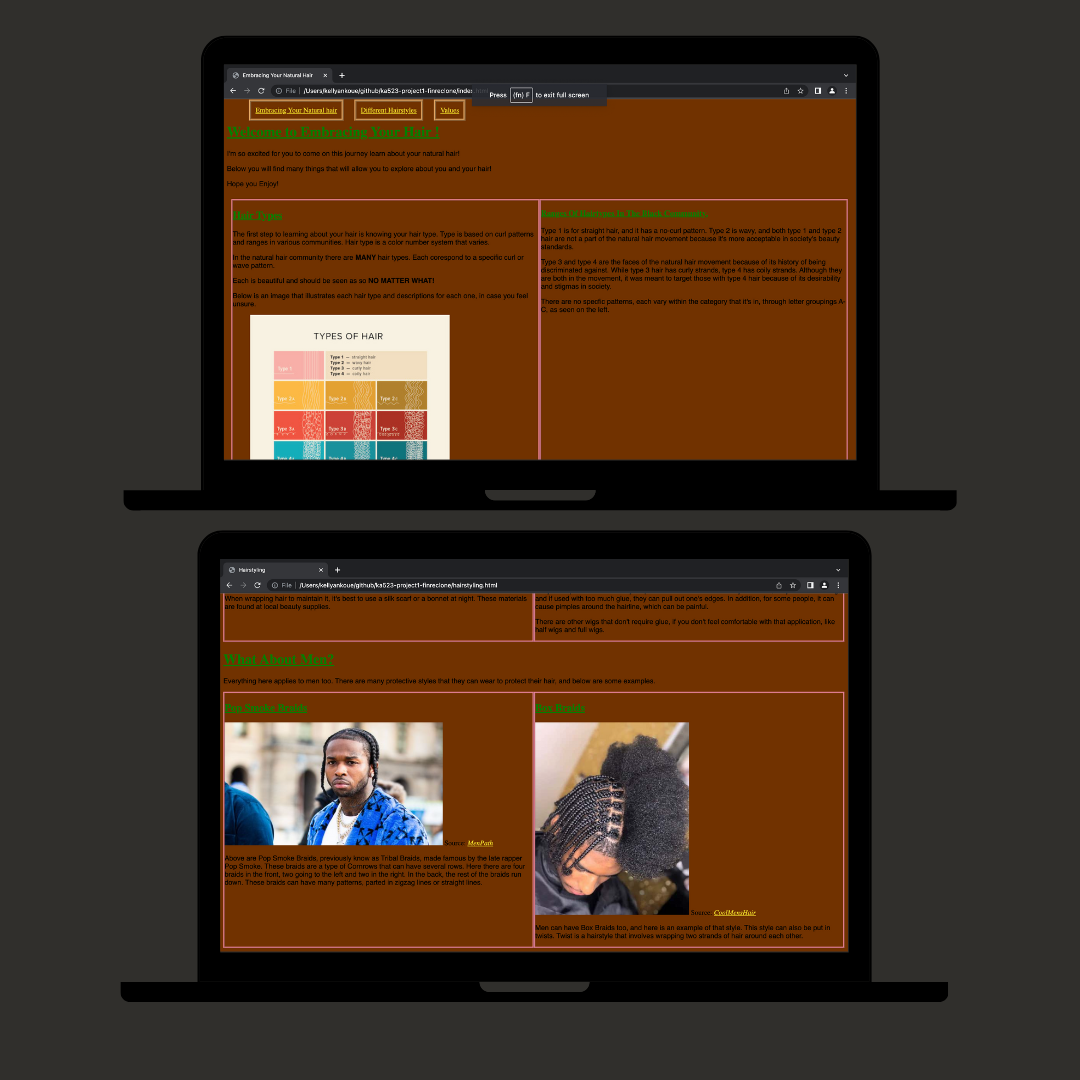 Embracing Your Natural Hair
File /Users/kellyankoue/github/ka523-project1-finreclone/index.html
Press (fn) F to exit full screen
Embracing Your Natural hair
Different Hairstyles
Values
Welcome to Embracing Your Hair !
I'm so excited for you to come on this journey learn about your natural hair!
Below you will find many things that will allow you to explore about you and your hair!
Hope you Enjoy!
Hair Types
The first step to learning about your hair is knowing your hair type. Type is based on curl patterns
and ranges in various communities. Hair type is a color number system that varies.
In the natural hair community there are MANY hair types. Each corespond to a specific curl or
wave pattern.
Each is beautiful and should be seen as so NO MATTER WHAT!
Below is an image that illustrates each hair type and descriptions for each one, in case you feel
unsure.
TYPES OF HAIR
Type 1
Type 1 — straight hair
Type 2 — wavy hair
Type 3 — curly hair
Type 4 — coily hair
Type 2A
Type 2B
Type 2C
Type 3A
Type 3B
Type 3C
Of Hairtypes In The Black Community
Type 1 is for straight hair, and it has a no-curl pattern. Type 2 is wavy, and both type 1 and type 2
hair are not a part of the natural hair movement because it's more acceptable in society's beauty
standards.
Type 3 and type 4 are the faces of the natural hair movement because of its history of being
discriminated against. While type 3 hair has curly strands, type 4 has coily strands. Although they
are both in the movement, it was meant to target those with type 4 hair because of its desirability
and stigmas in society.
There are no specific patterns, each vary within the category that it's in, through letter groupings A-
C, as seen on the left.
Hairstyling
File /Users/kellyankoue/github/ka523-project1-finreclone/hairstyling.html
When wrapping hair to maintain it, it's best to use a silk scarf or a bonnet at night. These materials
are found at local beauty supplies.
and if used with too much glue, they can pull out one's edges. In addition, for some people, it can
cause pimples around the hairline, which can be painful.
There are other wigs that don't require glue, if you don't feel comfortable with that application, like
half wigs and full wigs.
What About Men?
Everything here applies to men too. There are many protective styles that they can wear to protect their hair, and below are some examples.
Pop Smoke Braids
Source: MenPath
Above are Pop Smoke Braids, previously know as Tribal Braids, made famous by the late rapper
Pop Smoke. These braids are a type of Cornrows that can have several rows. Here there are four
braids in the front, two going to the left and two in the right. In the back, the rest of the braids run
down. These braids can have many patterns, parted in zigzag lines or straight lines.
Box Braids
Source: CoolMensHair
Men can have Box Braids too, and here is an example of that style. This style can also be put in
twists. Twist is a hairstyle that involves wrapping two strands of hair around each other.